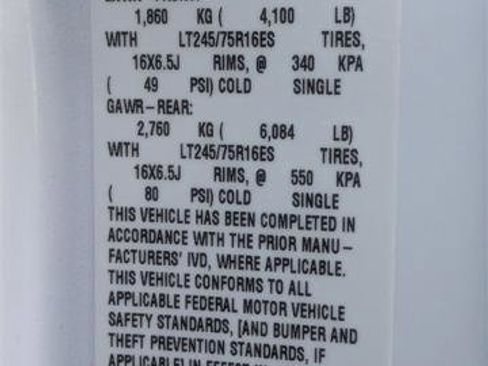 1,860 KG ( 4,100 LB)
WITH LT245/75R16ES TIRES,
16X6.5J RIMS, @ 340 KPA
( 49 PSI) COLD SINGLE
GAWR-REAR:
2,760 KG ( 6,084 LB)
WITH LT245/75R16ES TIRES,
16X6.5J RIMS, @ 550 KPA
( 80 PSI) COLD SINGLE
THIS VEHICLE HAS BEEN COMPLETED IN
ACCORDANCE WITH THE PRIOR MANU-
FACTURERS' IVD, WHERE APPLICABLE.
THIS VEHICLE CONFORMS TO ALL
APPLICABLE FEDERAL MOTOR VEHICLE
SAFETY STANDARDS, [AND BUMPER AND
THEFT PREVENTION STANDARDS, IF
APPLICABLE] IN EFFECT